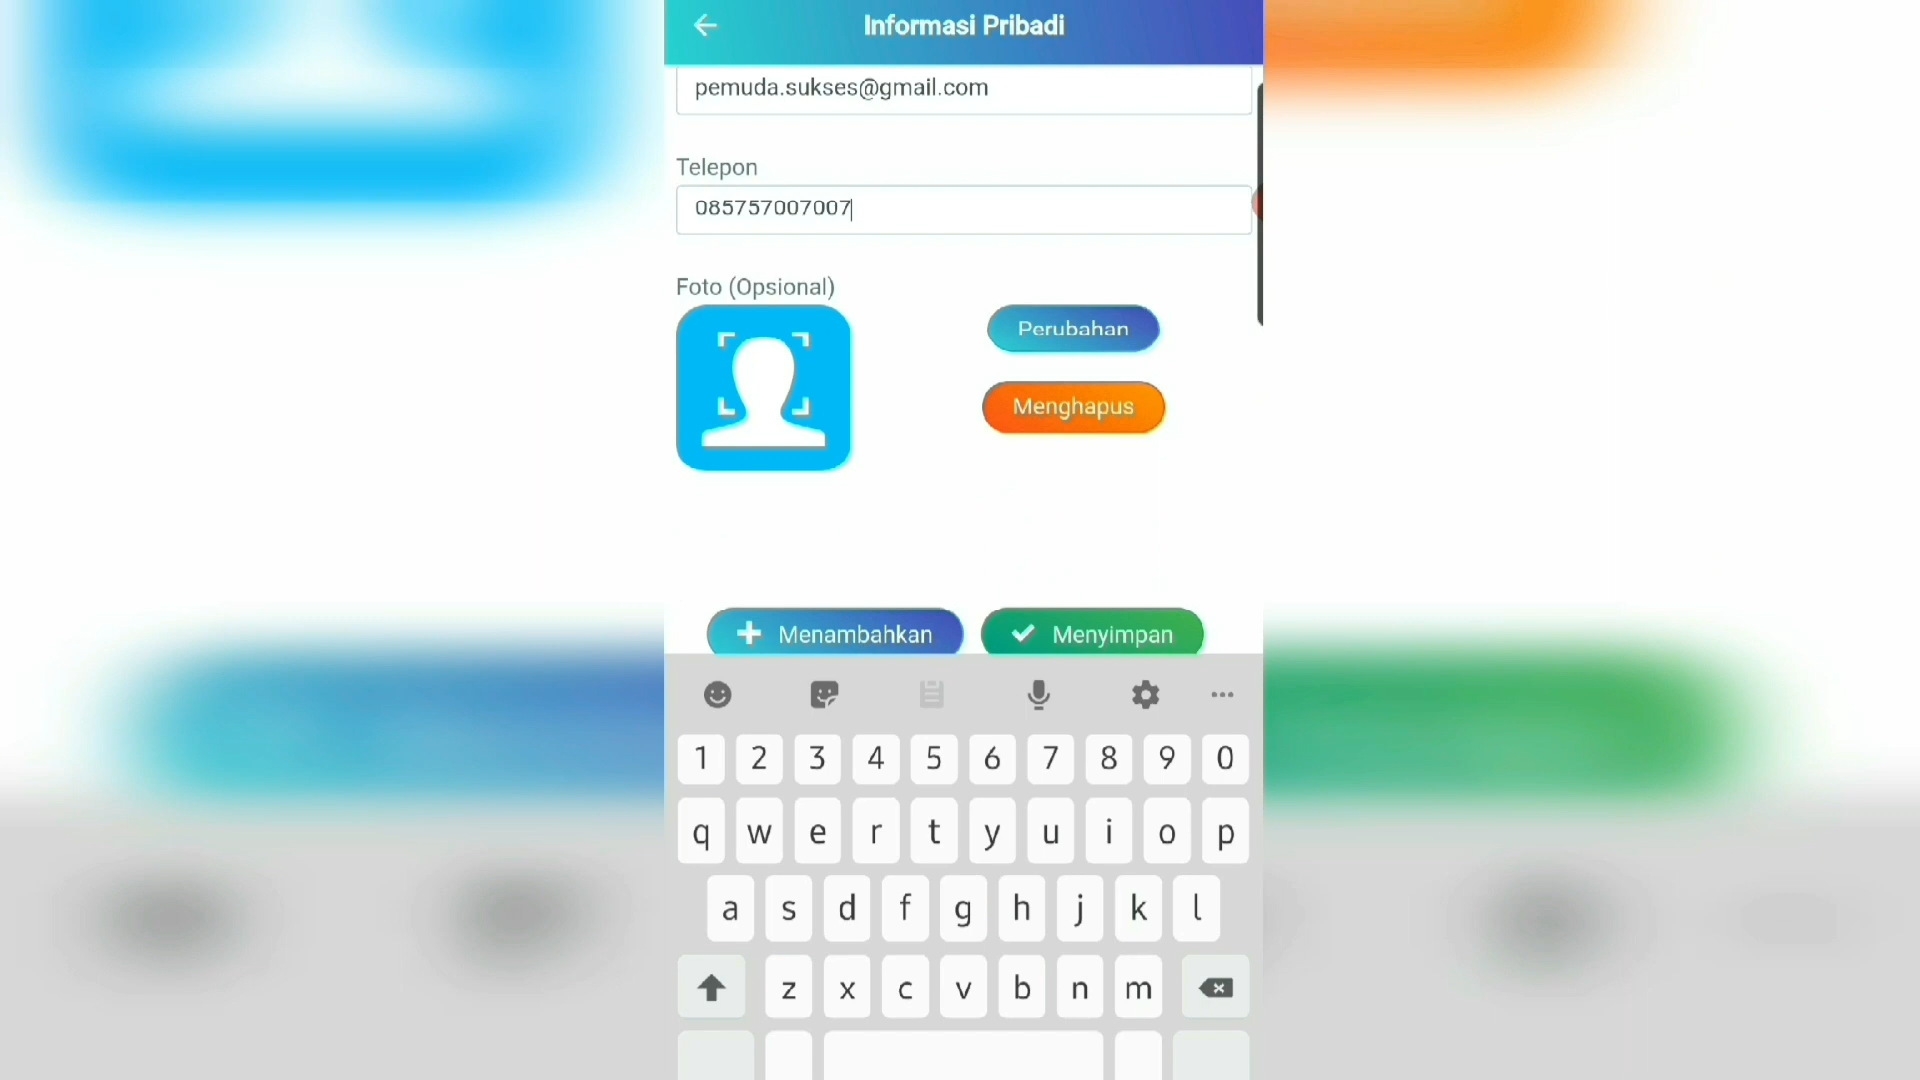 Informasi Pribadi
pemuda.sukses@gmail.com
Telepon
085757007007
Foto (Opsional)
Perubahan
Menghapus
Menambahkan
Menyimpan
1 2 3 4 5 6 7 8 9 0
q w e r t y u i o p
a s d f g h j k l
z x c v b n m